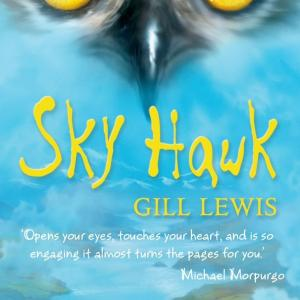 Sky Hawk
GILL LEWIS
'Opens your eyes, touches your heart, and is so
engaging it almost turns the pages for you.'
Michael Morpurgo